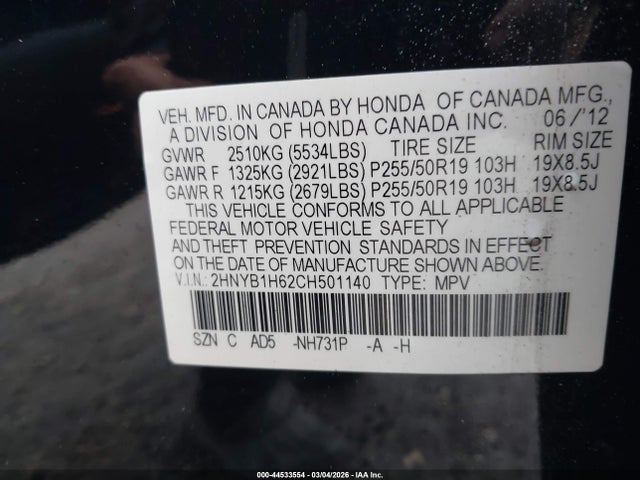 VEH. MFD. IN CANADA BY HONDA OF CANADA MFG.,
A DIVISION OF HONDA CANADA INC. 06/'12
GVWR 2510KG (5534LBS) TIRE SIZE RIM SIZE
GAWR F 1325KG (2921LBS) P255/50R19 103H 19X8.5J
GAWR R 1215KG (2679LBS) P255/50R19 103H 19X8.5J
THIS VEHICLE CONFORMS TO ALL APPLICABLE
FEDERAL MOTOR VEHICLE SAFETY
AND THEFT PREVENTION STANDARDS IN EFFECT
ON THE DATE OF MANUFACTURE SHOWN ABOVE.
V.I.N.: 2HNYB1H62CH501140 TYPE: MPV
SZN C AD5 -NH731P -A -H
000-44533554 - 03/04/2026 - IAA Inc.